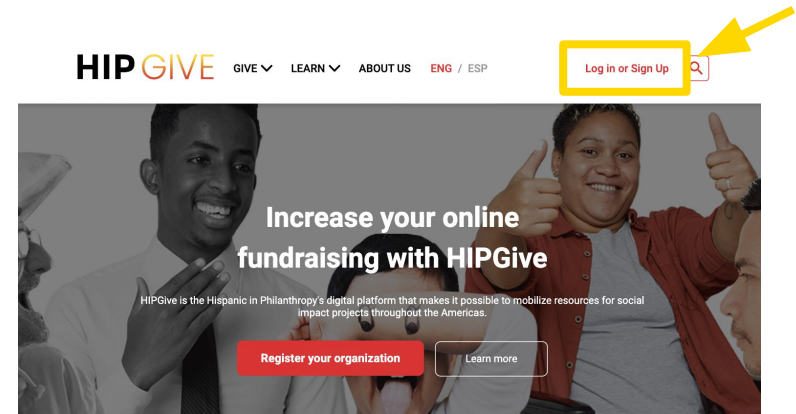 HIP GIVE GIVE LEARN ABOUT US ENG / ESP Log in or Sign Up
Increase your online
fundraising with HIPGive
HIPGive is the Hispanic in Philanthropy's digital platform that makes it possible to mobilize resources for social
impact projects throughout the Americas.
Register your organization Learn more